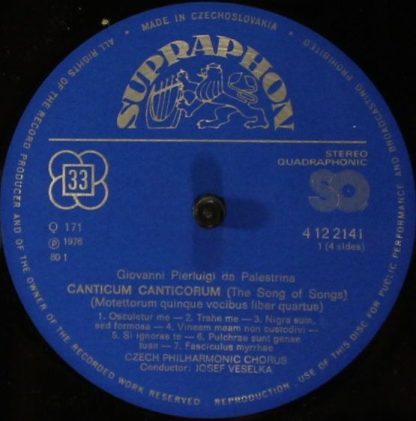 MADE IN CZECHOSLOVAKIA
SUPRAPHON
ALL RIGHTS OF THE RECORD PRODUCER AND OF THE OWNER OF THE RECORDED WORK RESERVED · REPRODUCTION - USE OF THIS DISC FOR PUBLIC PERFORMANCE AND BROADCASTING PROHIBITED
STEREO
QUADRAPHONIC
33
SQ
Q 171
4 12 2141
℗ 1976
1 (4 sides)
80 1
Giovanni Pierluigi da Palestrina
CANTICUM CANTICORUM (The Song of Songs)
(Motettorum quinque vocibus liber quartus)
1. Osculetur me — 2. Trahe me — 3. Nigra sum,
sed formosa — 4. Vineam meam non custodivi —
5. Si ignoras te — 6. Pulchrae sunt genae
tuae — 7. Fasciculus myrrhae
CZECH PHILHARMONIC CHORUS
Conductor: JOSEF VESELKA